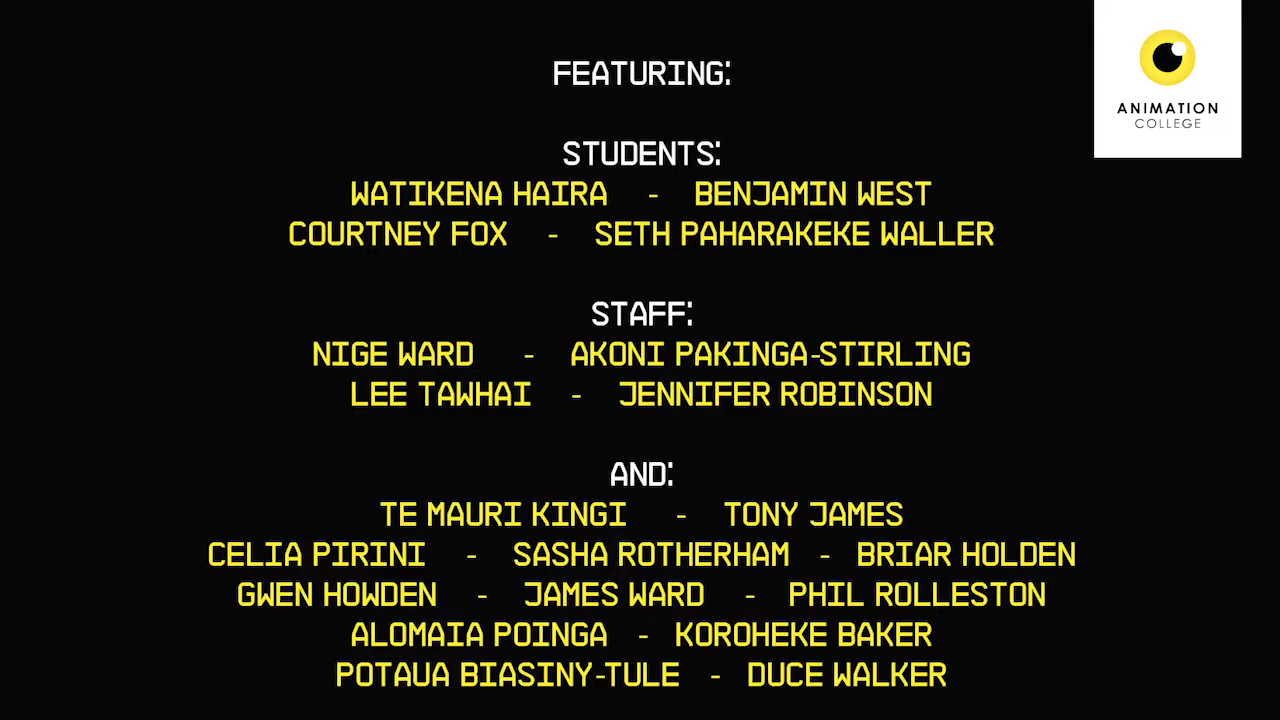 FEATURING:
ANIMATION
COLLEGE
STUDENTS:
WATIKENA HAIRA - BENJAMIN WEST
COURTNEY FOX - SETH PAHARAKEKE WALLER
STAFF:
NIGE WARD - AKONI PAKINGA-STIRLING
LEE TAWHAI - JENNIFER ROBINSON
AND:
TE MAURI KINGI - TONY JAMES
CELIA PIRINI - SASHA ROTHERHAM - BRIAR HOLDEN
GWEN HOWDEN - JAMES WARD - PHIL ROLLESTON
ALOMAIA POINGA - KOROHEKE BAKER
POTAUA BIASINY-TULE - DUCE WALKER